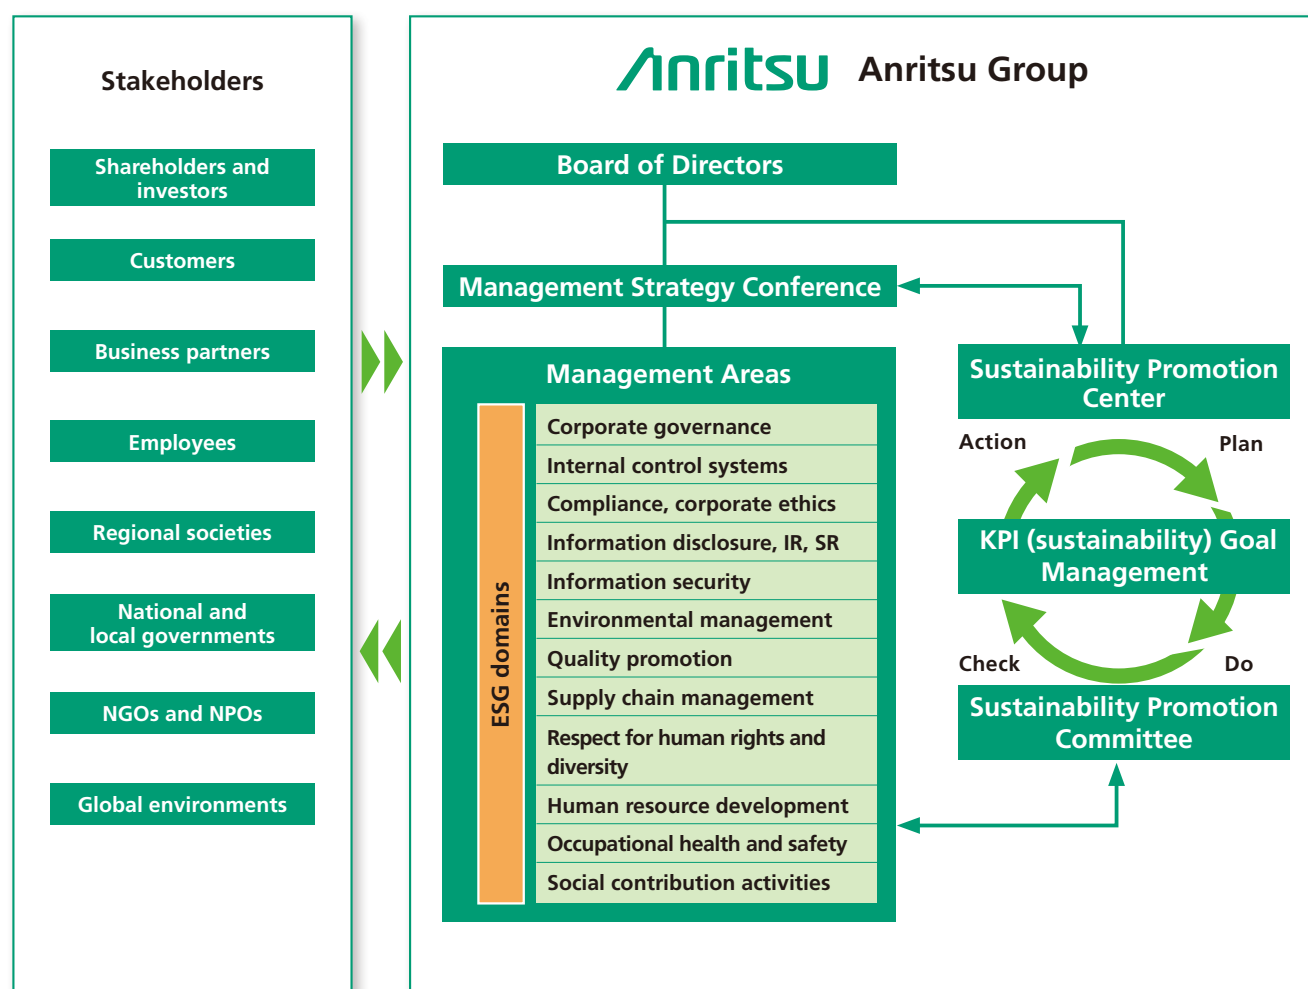 Stakeholders
Shareholders and
investors
Customers
Business partners
Employees
Regional societies
National and
local governments
NGOs and NPOs
Global environments
Anritsu Anritsu Group
Board of Directors
Management Strategy Conference
Management Areas
ESG domains
Corporate governance
Internal control systems
Compliance, corporate ethics
Information disclosure, IR, SR
Information security
Environmental management
Quality promotion
Supply chain management
Respect for human rights and
diversity
Human resource development
Occupational health and safety
Social contribution activities
Sustainability Promotion
Center
Action
Plan
KPI (sustainability) Goal
Management
Check
Do
Sustainability Promotion
Committee